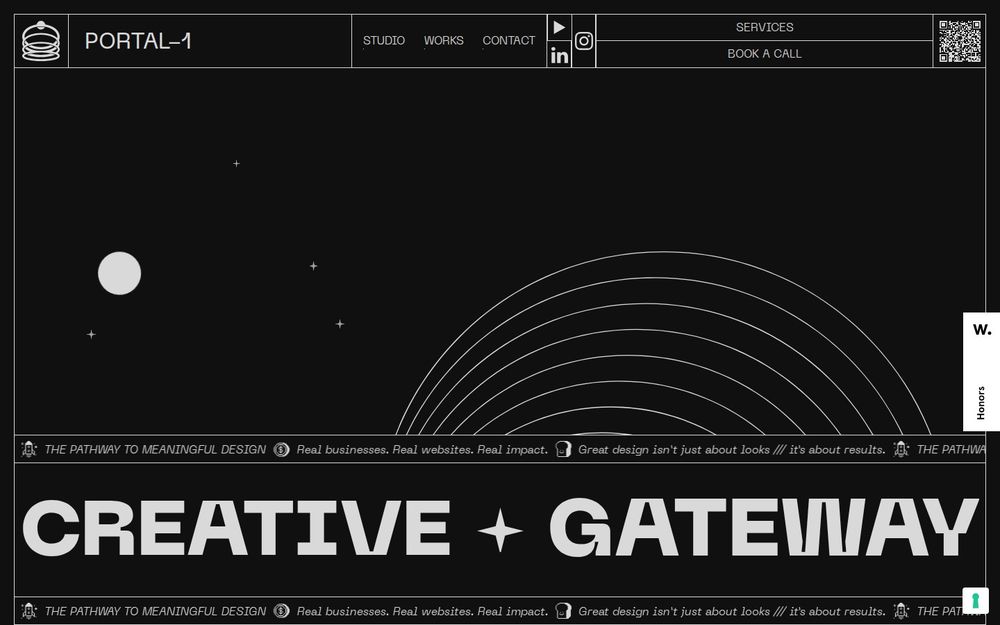 PORTAL–1
STUDIO WORKS CONTACT
in
SERVICES
BOOK A CALL
W.
Honors
THE PATHWAY TO MEANINGFUL DESIGN Real businesses. Real websites. Real impact. Great design isn't just about looks /// it's about results. THE PATHWA
CREATIVE GATEWAY
THE PATHWAY TO MEANINGFUL DESIGN Real businesses. Real websites. Real impact. Great design isn't just about looks /// it's about results. THE PAT